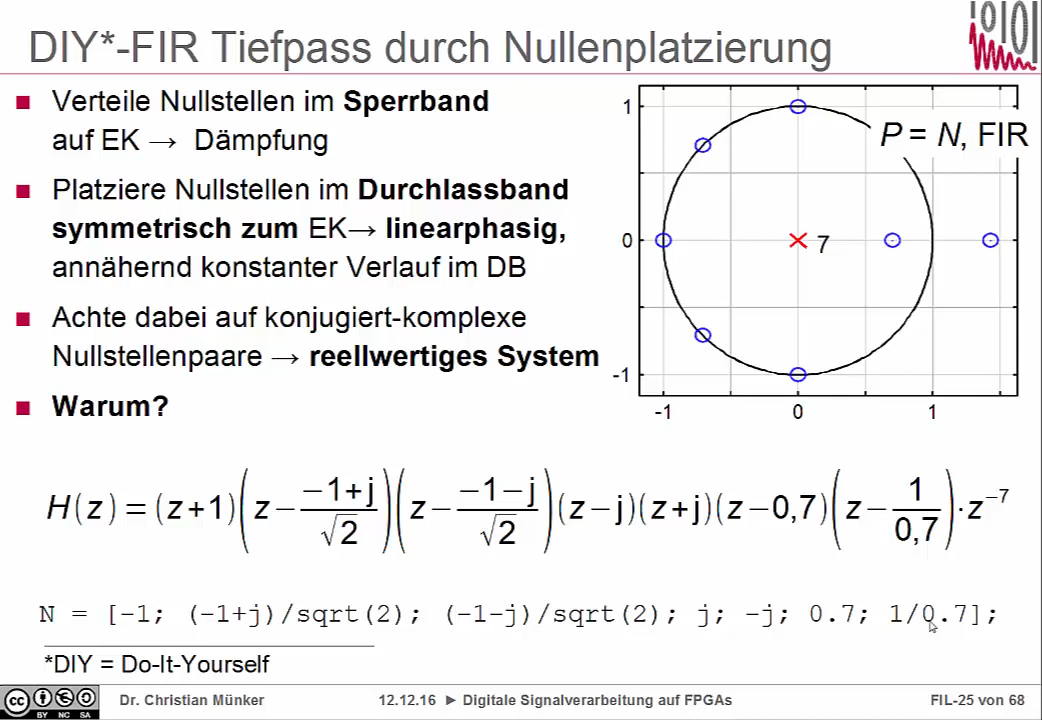 DIY*-FIR Tiefpass durch Nullenplatzierung
Verteile Nullstellen im Sperrband
auf EK → Dämpfung
Platziere Nullstellen im Durchlassband
symmetrisch zum EK→ linearphasig,
annähernd konstanter Verlauf im DB
Achte dabei auf konjugiert-komplexe
Nullstellenpaare → reellwertiges System
Warum?
P = N, FIR
1
0
-1
7
-1 0 1
H(z) = (z+1)(z − (−1+j)/√2)(z − (−1−j)/√2)(z−j)(z+j)(z−0,7)(z − 1/0,7)·z⁻⁷
N = [-1; (-1+j)/sqrt(2); (-1-j)/sqrt(2); j; -j; 0.7; 1/0.7];
*DIY = Do-It-Yourself
cc BY NC SA Dr. Christian Münker 12.12.16 ► Digitale Signalverarbeitung auf FPGAs FIL-25 von 68